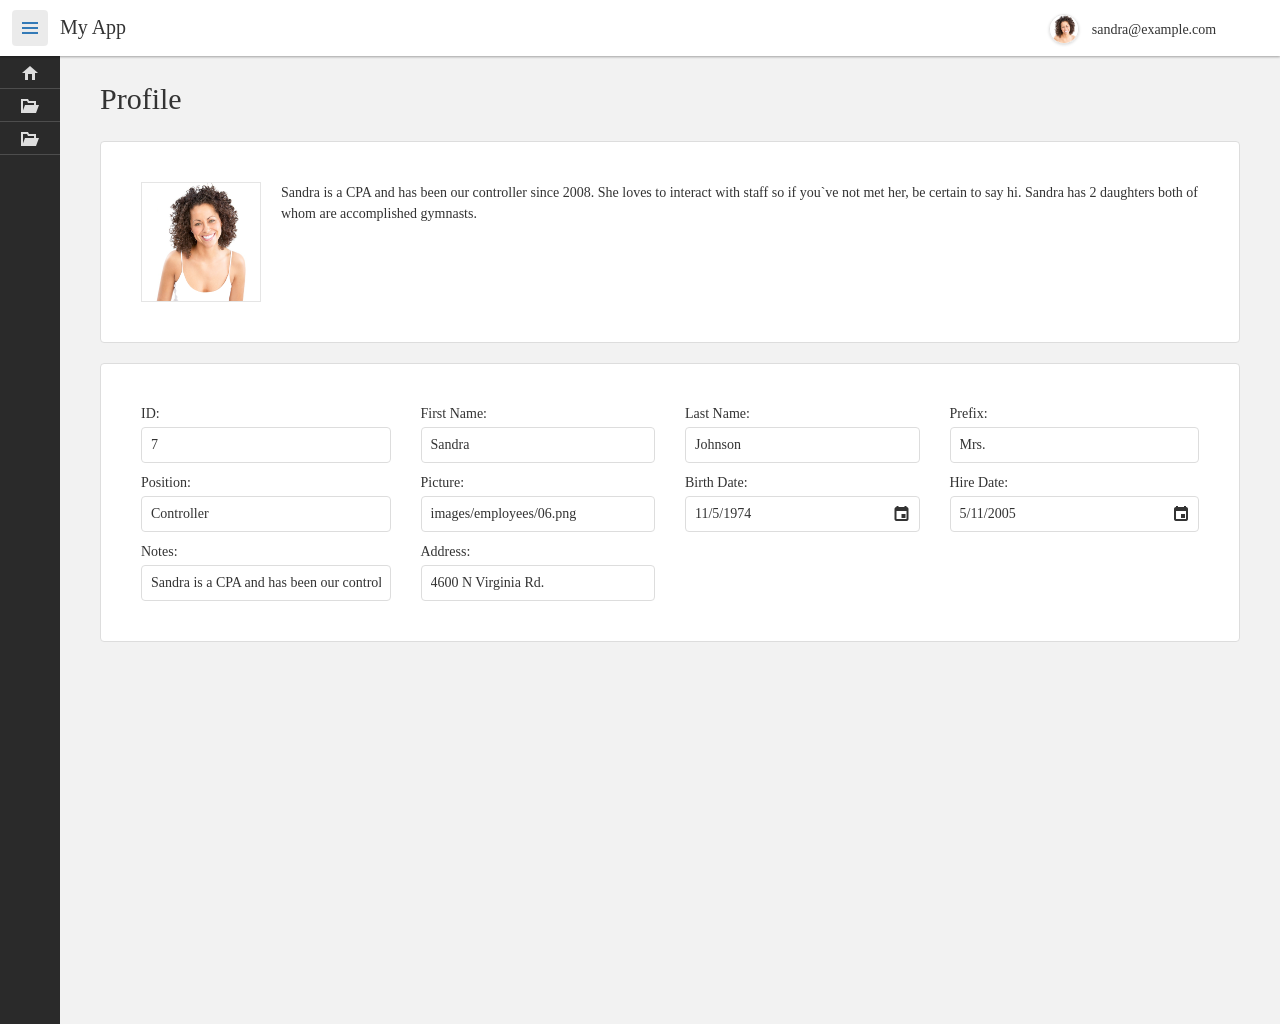 My App
sandra@example.com
Profile
Sandra is a CPA and has been our controller since 2008. She loves to interact with staff so if you`ve not met her, be certain to say hi. Sandra has 2 daughters both of
whom are accomplished gymnasts.
ID:
First Name:
Last Name:
Prefix:
7
Sandra
Johnson
Mrs.
Position:
Picture:
Birth Date:
Hire Date:
Controller
images/employees/06.png
11/5/1974
5/11/2005
Notes:
Address:
Sandra is a CPA and has been our control
4600 N Virginia Rd.